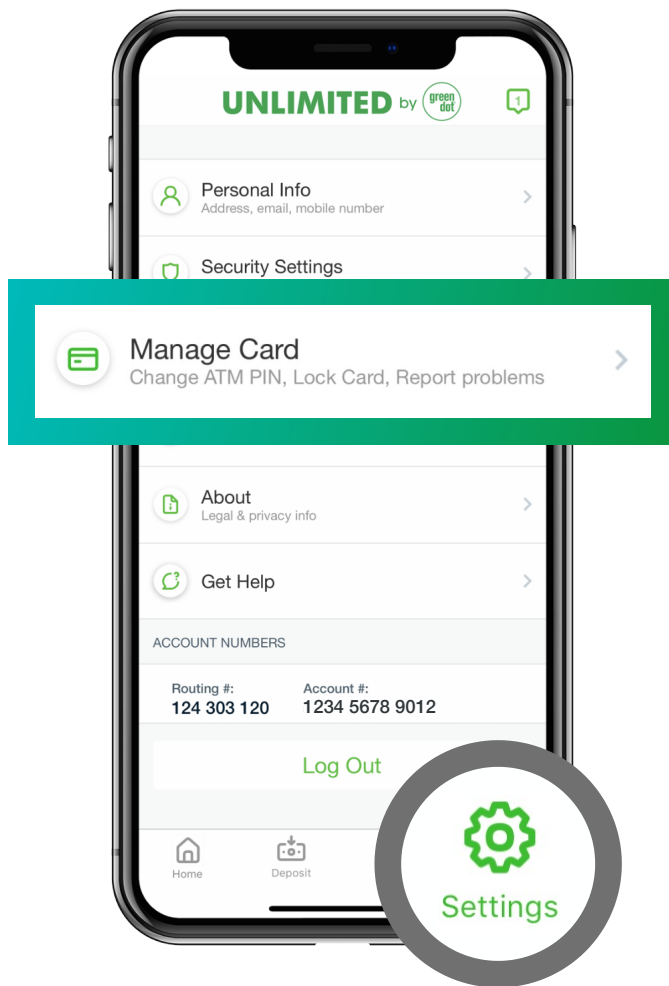 UNLIMITED by green dot
1
Personal Info
Address, email, mobile number
Security Settings
Manage Card
Change ATM PIN, Lock Card, Report problems
About
Legal & privacy info
Get Help
ACCOUNT NUMBERS
Routing #: Account #:
124 303 120 1234 5678 9012
Log Out
Home Deposit
Settings